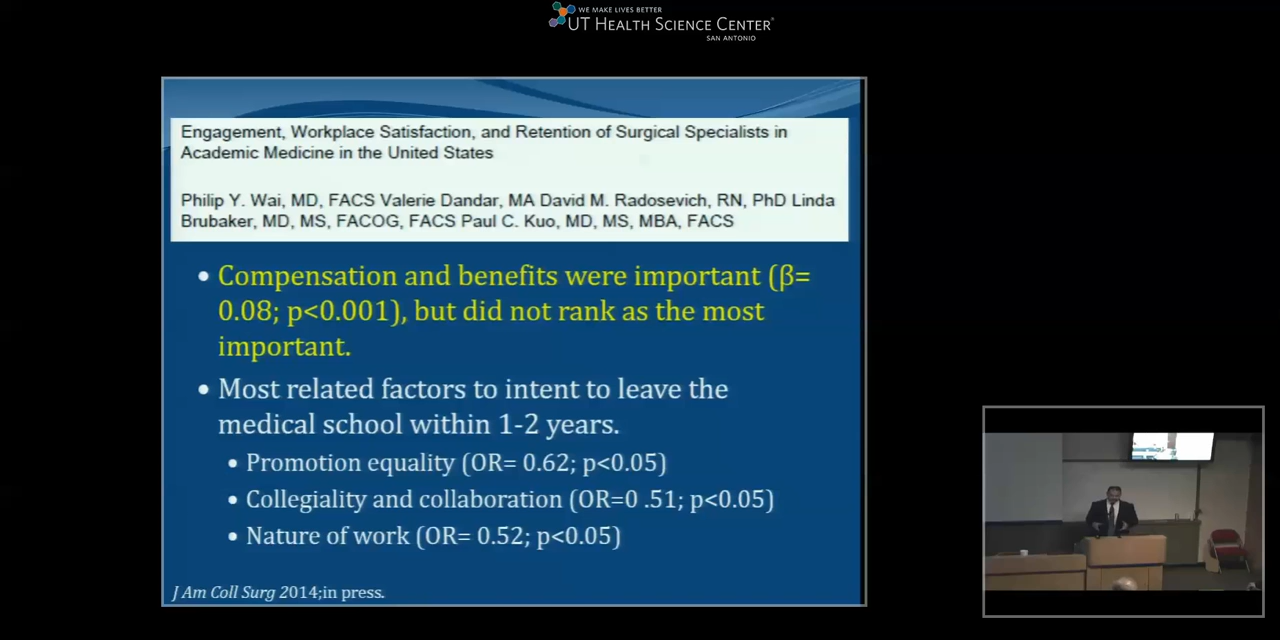 WE MAKE LIVES BETTER
UT HEALTH SCIENCE CENTER®
SAN ANTONIO
Engagement, Workplace Satisfaction, and Retention of Surgical Specialists in
Academic Medicine in the United States
Philip Y. Wai, MD, FACS Valerie Dandar, MA David M. Radosevich, RN, PhD Linda
Brubaker, MD, MS, FACOG, FACS Paul C. Kuo, MD, MS, MBA, FACS
• Compensation and benefits were important (β=
0.08; p<0.001), but did not rank as the most
important.
• Most related factors to intent to leave the
medical school within 1-2 years.
• Promotion equality (OR= 0.62; p<0.05)
• Collegiality and collaboration (OR=0 .51; p<0.05)
• Nature of work (OR= 0.52; p<0.05)
J Am Coll Surg 2014;in press.